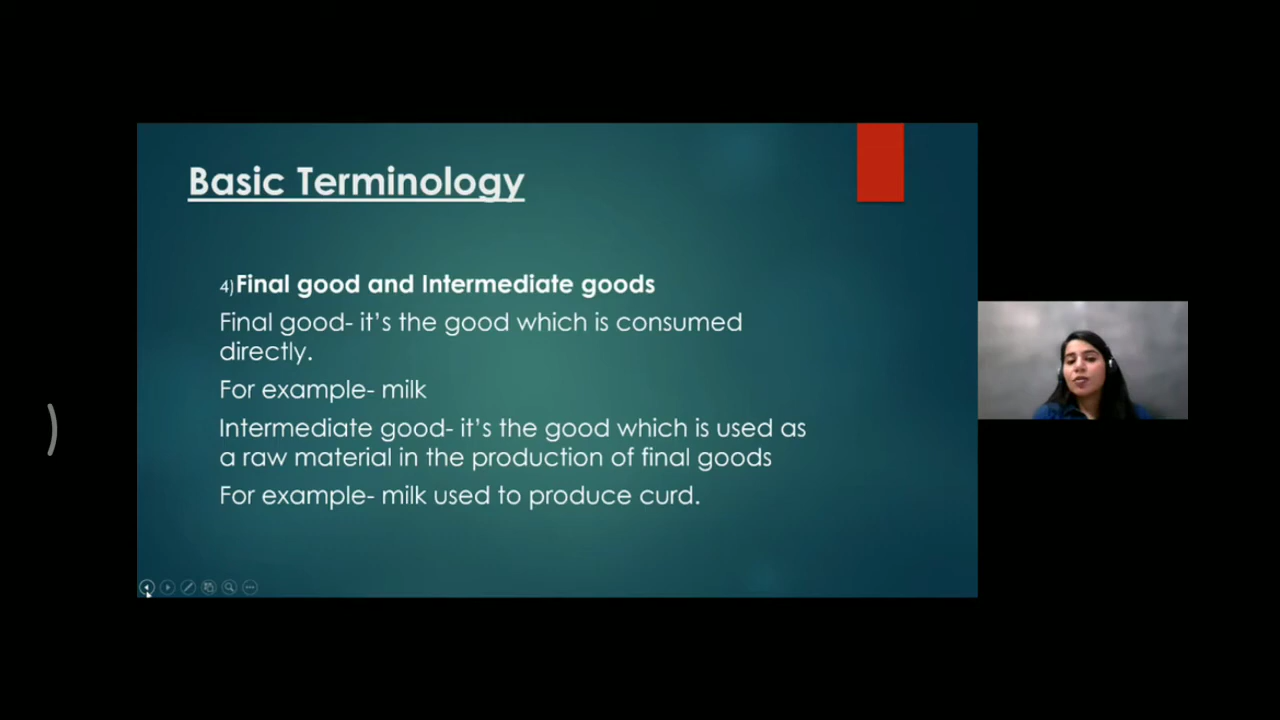 Basic Terminology
4)Final good and Intermediate goods
Final good- it's the good which is consumed
directly.
For example- milk
Intermediate good- it's the good which is used as
a raw material in the production of final goods
For example- milk used to produce curd.